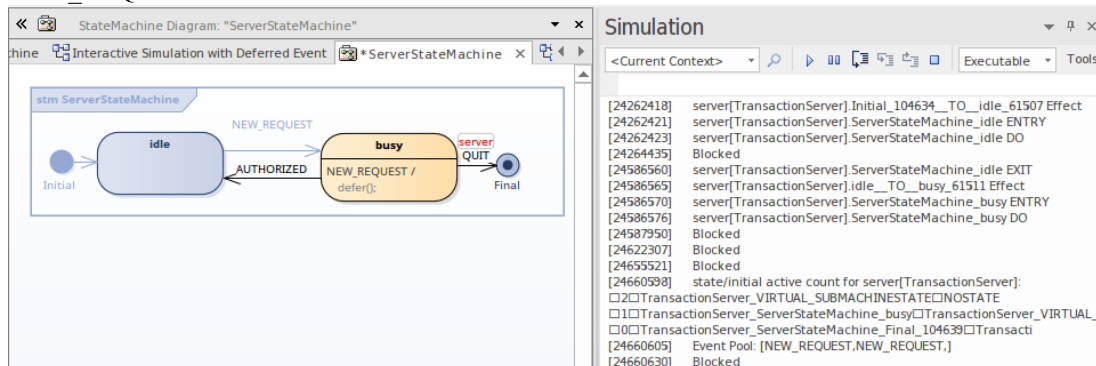 StateMachine Diagram: "ServerStateMachine"
Interactive Simulation with Deferred Event
*ServerStateMachine
stm ServerStateMachine
NEW_REQUEST
idle
busy
server
QUIT
AUTHORIZED
NEW_REQUEST /
defer();
Initial
Final
Simulation
<Current Context>
Executable
Tools
[24262418] server[TransactionServer].Initial_104634__TO__idle_61507 Effect
[24262421] server[TransactionServer].ServerStateMachine_idle ENTRY
[24262423] server[TransactionServer].ServerStateMachine_idle DO
[24264435] Blocked
[24586560] server[TransactionServer].ServerStateMachine_idle EXIT
[24586565] server[TransactionServer].idle__TO__busy_61511 Effect
[24586570] server[TransactionServer].ServerStateMachine_busy ENTRY
[24586576] server[TransactionServer].ServerStateMachine_busy DO
[24587950] Blocked
[24622307] Blocked
[24655521] Blocked
[24660598] state/initial active count for server[TransactionServer]:
□2□TransactionServer_VIRTUAL_SUBMACHINESTATE□NOSTATE
□1□TransactionServer_ServerStateMachine_busy□TransactionServer_VIRTUAL_
□0□TransactionServer_ServerStateMachine_Final_104639□Transacti
[24660605] Event Pool: [NEW_REQUEST,NEW_REQUEST,]
[24660630] Blocked